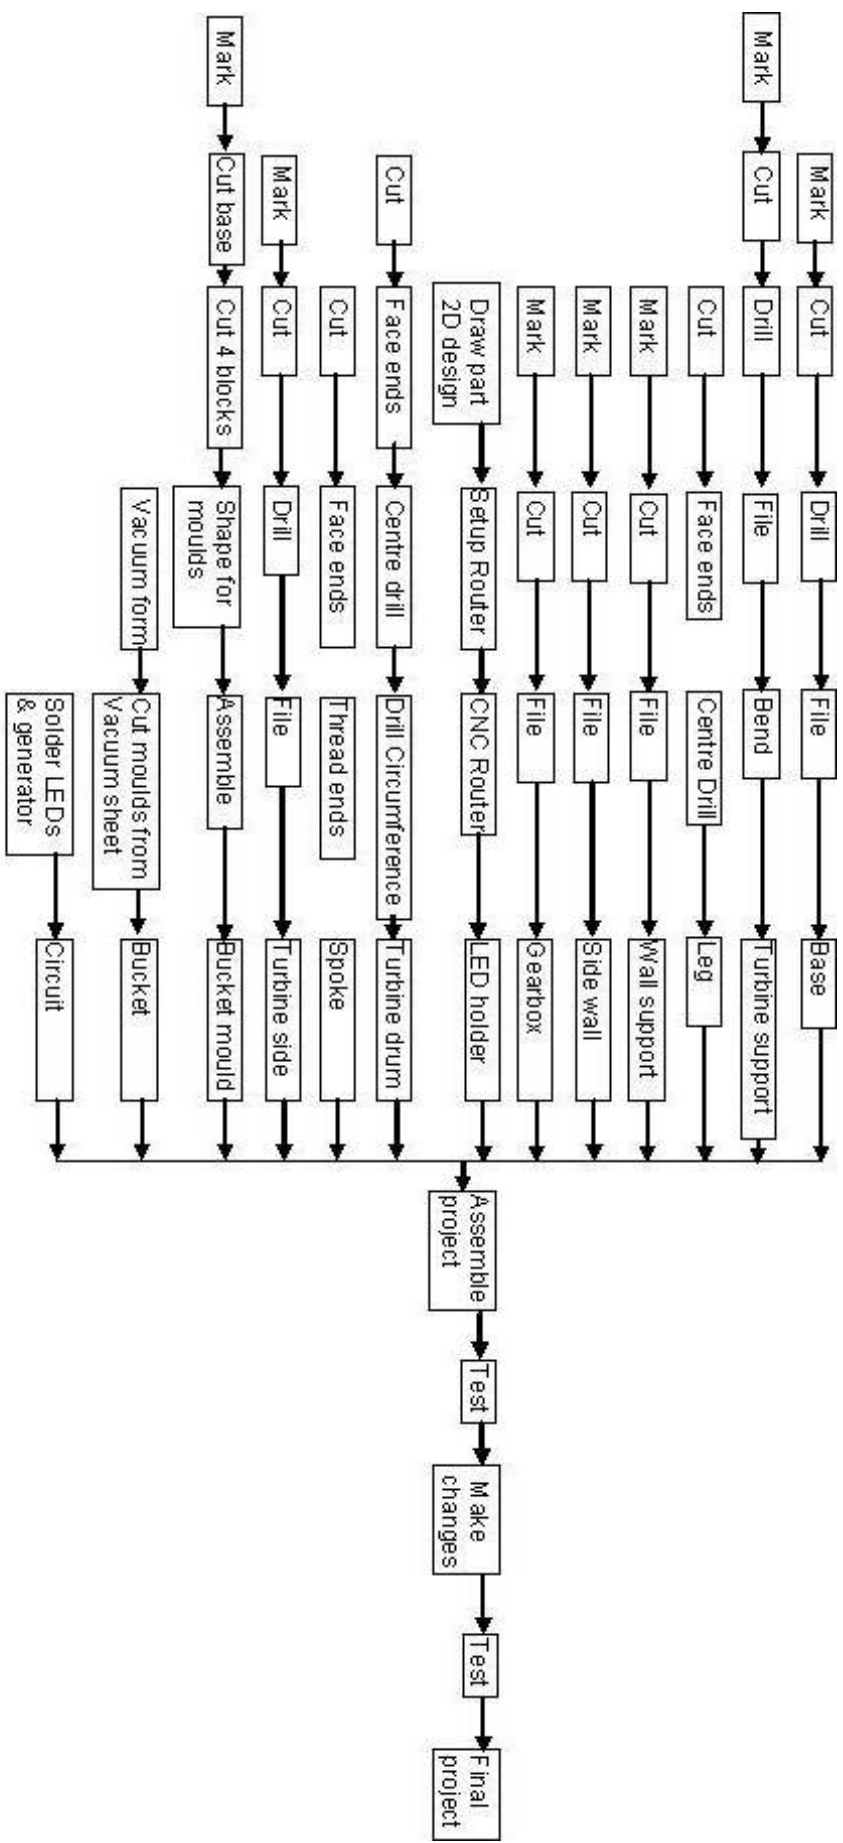 Mark
Cut
Drill
File
Base
Mark
Cut
Drill
File
Bend
Turbine support
Cut
Face ends
Centre Drill
Leg
Mark
Cut
File
Wall support
Mark
Cut
File
Side wall
Mark
Cut
File
Gearbox
Draw part
2D design
Setup Router
CNC Router
LED holder
Cut
Face ends
Centre drill
Drill Circumference
Turbine drum
Cut
Face ends
Thread ends
Spoke
Mark
Cut
Drill
File
Turbine side
Mark
Cut base
Cut 4 blocks
Shape for
moulds
Assemble
Bucket mould
Vacuum form
Cut moulds from
Vacuum sheet
Bucket
Solder LEDs
& generator
Circuit
Assemble
project
Test
Make
changes
Test
Final
project